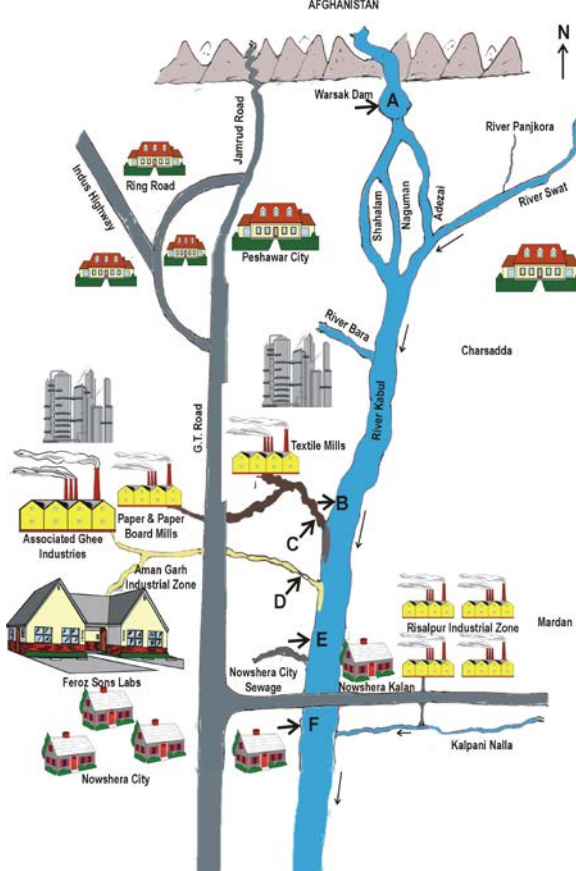 AFGHANISTAN
N
Warsak Dam
A
Jamrud Road
River Panjkora
Ring Road
Indus Highway
Shahalam
Naguman
Adezai
River Swat
Peshawar City
River Bara
Charsadda
River Kabul
G.T. Road
Textile Mills
B
Paper & Paper
Board Mills
C
Associated Ghee
Industries
Aman Garh
Industrial Zone
D
Risalpur Industrial Zone
Mardan
E
Feroz Sons Labs
Nowshera City
Sewage
Nowshera Kalan
F
Kalpani Nalla
Nowshera City